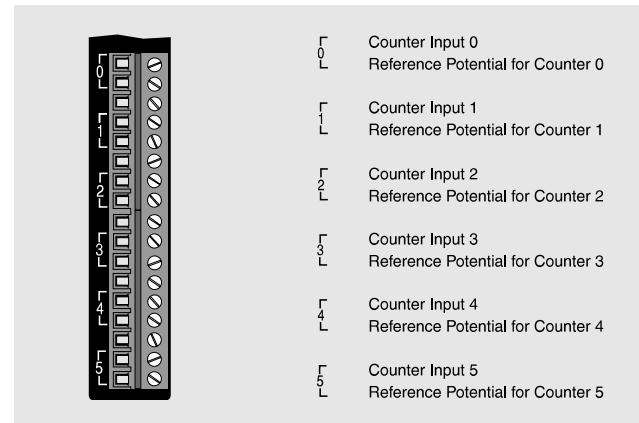 0
1
2
3
4
5
0 Counter Input 0
Reference Potential for Counter 0
1 Counter Input 1
Reference Potential for Counter 1
2 Counter Input 2
Reference Potential for Counter 2
3 Counter Input 3
Reference Potential for Counter 3
4 Counter Input 4
Reference Potential for Counter 4
5 Counter Input 5
Reference Potential for Counter 5